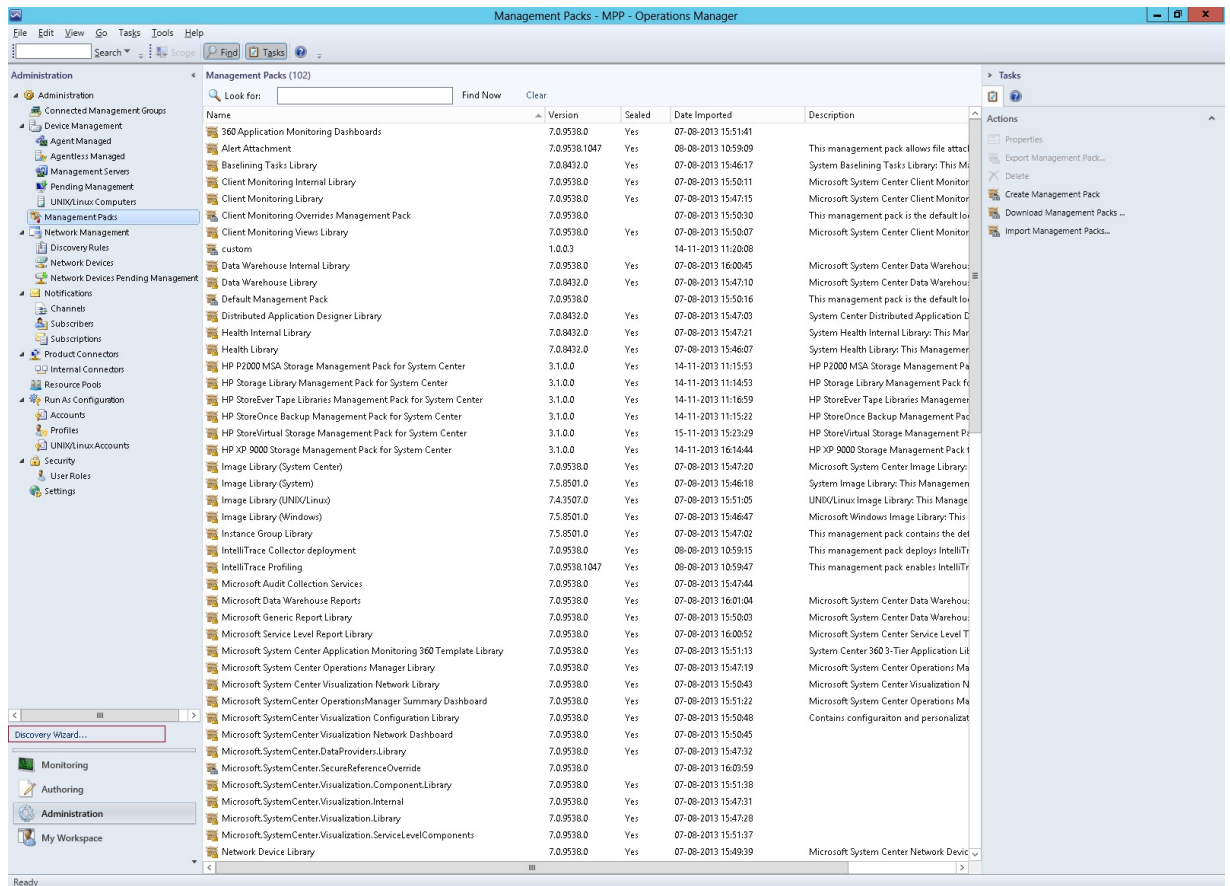 Management Packs - MPP - Operations Manager
File Edit View Go Tasks Tools Help
Search Scope Find Tasks
Administration
Administration
Connected Management Groups
Device Management
Agent Managed
Agentless Managed
Management Servers
Pending Management
UNIX/Linux Computers
Management Packs
Network Management
Discovery Rules
Network Devices
Network Devices Pending Management
Notifications
Channels
Subscribers
Subscriptions
Product Connectors
Internal Connectors
Resource Pools
Run As Configuration
Accounts
Profiles
UNIX/Linux Accounts
Security
User Roles
Settings
Discovery Wizard...
Monitoring
Authoring
Administration
My Workspace
Ready
Management Packs (102)
Look for: Find Now Clear
Name Version Sealed Date Imported Description
360 Application Monitoring Dashboards 7.0.9538.0 Yes 07-08-2013 15:51:41
Alert Attachment 7.0.9538.1047 Yes 08-08-2013 10:59:09 This management pack allows file attacl
Baselining Tasks Library 7.0.8432.0 Yes 07-08-2013 15:46:17 System Baselining Tasks Library: This Ma
Client Monitoring Internal Library 7.0.9538.0 Yes 07-08-2013 15:50:11 Microsoft System Center Client Monitor
Client Monitoring Library 7.0.9538.0 Yes 07-08-2013 15:47:15 Microsoft System Center Client Monitor
Client Monitoring Overrides Management Pack 7.0.9538.0 07-08-2013 15:50:30 This management pack is the default lo
Client Monitoring Views Library 7.0.9538.0 Yes 07-08-2013 15:50:07 Microsoft System Center Client Monitor
custom 1.0.0.3 14-11-2013 11:20:08
Data Warehouse Internal Library 7.0.9538.0 Yes 07-08-2013 16:00:45 Microsoft System Center Data Warehou
Data Warehouse Library 7.0.8432.0 Yes 07-08-2013 15:47:10 Microsoft System Center Data Warehou
Default Management Pack 7.0.9538.0 07-08-2013 15:50:16 This management pack is the default lo
Distributed Application Designer Library 7.0.8432.0 Yes 07-08-2013 15:47:03 System Center Distributed Application D
Health Internal Library 7.0.8432.0 Yes 07-08-2013 15:47:21 System Health Internal Library: This Mar
Health Library 7.0.8432.0 Yes 07-08-2013 15:46:07 System Health Library: This Managemer
HP P2000 MSA Storage Management Pack for System Center 3.1.0.0 Yes 14-11-2013 11:15:53 HP P2000 MSA Storage Management Pa
HP Storage Library Management Pack for System Center 3.1.0.0 Yes 14-11-2013 11:14:53 HP Storage Library Management Pack fo
HP StoreEver Tape Libraries Management Pack for System Center 3.1.0.0 Yes 14-11-2013 11:16:59 HP StoreEver Tape Libraries Managemer
HP StoreOnce Backup Management Pack for System Center 3.1.0.0 Yes 14-11-2013 11:15:22 HP StoreOnce Backup Management Pac
HP StoreVirtual Storage Management Pack for System Center 3.1.0.0 Yes 15-11-2013 15:23:29 HP StoreVirtual Storage Management Pa
HP XP 9000 Storage Management Pack for System Center 3.1.0.0 Yes 14-11-2013 16:14:44 HP XP 9000 Storage Management Pack f
Image Library (System Center) 7.0.9538.0 Yes 07-08-2013 15:47:20 Microsoft System Center Image Library:
Image Library (System) 7.5.8501.0 Yes 07-08-2013 15:46:18 System Image Library: This Managemen
Image Library (UNIX/Linux) 7.4.3507.0 Yes 07-08-2013 15:51:05 UNIX/Linux Image Library: This Manage
Image Library (Windows) 7.5.8501.0 Yes 07-08-2013 15:46:47 Microsoft Windows Image Library: This
Instance Group Library 7.5.8501.0 Yes 07-08-2013 15:47:02 This management pack contains the def
IntelliTrace Collector deployment 7.0.9538.0 Yes 08-08-2013 10:59:15 This management pack deploys IntelliTr
IntelliTrace Profiling 7.0.9538.1047 Yes 08-08-2013 10:59:47 This management pack enables IntelliTr
Microsoft Audit Collection Services 7.0.9538.0 Yes 07-08-2013 15:47:44
Microsoft Data Warehouse Reports 7.0.9538.0 Yes 07-08-2013 16:01:04 Microsoft System Center Data Warehou
Microsoft Generic Report Library 7.0.9538.0 Yes 07-08-2013 15:50:03 Microsoft System Center Data Warehou
Microsoft Service Level Report Library 7.0.9538.0 Yes 07-08-2013 16:00:52 Microsoft System Center Service Level T
Microsoft System Center Application Monitoring 360 Template Library 7.0.9538.0 Yes 07-08-2013 15:51:13 System Center 360 3-Tier Application Lib
Microsoft System Center Operations Manager Library 7.0.9538.0 Yes 07-08-2013 15:47:19 Microsoft System Center Operations Ma
Microsoft System Center Visualization Network Library 7.0.9538.0 Yes 07-08-2013 15:50:43 Microsoft System Center Visualization N
Microsoft SystemCenter OperationsManager Summary Dashboard 7.0.9538.0 Yes 07-08-2013 15:51:22 Microsoft System Center Operations Ma
Microsoft SystemCenter Visualization Configuration Library 7.0.9538.0 Yes 07-08-2013 15:50:48 Contains configuraiton and personalizat
Microsoft SystemCenter Visualization Network Dashboard 7.0.9538.0 Yes 07-08-2013 15:50:45
Microsoft.SystemCenter.DataProviders.Library 7.0.9538.0 Yes 07-08-2013 15:47:32
Microsoft.SystemCenter.SecureReferenceOverride 7.0.9538.0 07-08-2013 16:03:59
Microsoft.SystemCenter.Visualization.Component.Library 7.0.9538.0 Yes 07-08-2013 15:51:38
Microsoft.SystemCenter.Visualization.Internal 7.0.9538.0 Yes 07-08-2013 15:47:31
Microsoft.SystemCenter.Visualization.Library 7.0.9538.0 Yes 07-08-2013 15:47:28
Microsoft.SystemCenter.Visualization.ServiceLevelComponents 7.0.9538.0 Yes 07-08-2013 15:51:37
Network Device Library 7.0.9538.0 Yes 07-08-2013 15:49:39 Microsoft System Center Network Devic
Tasks
Actions
Properties
Export Management Pack...
Delete
Create Management Pack
Download Management Packs ...
Import Management Packs...